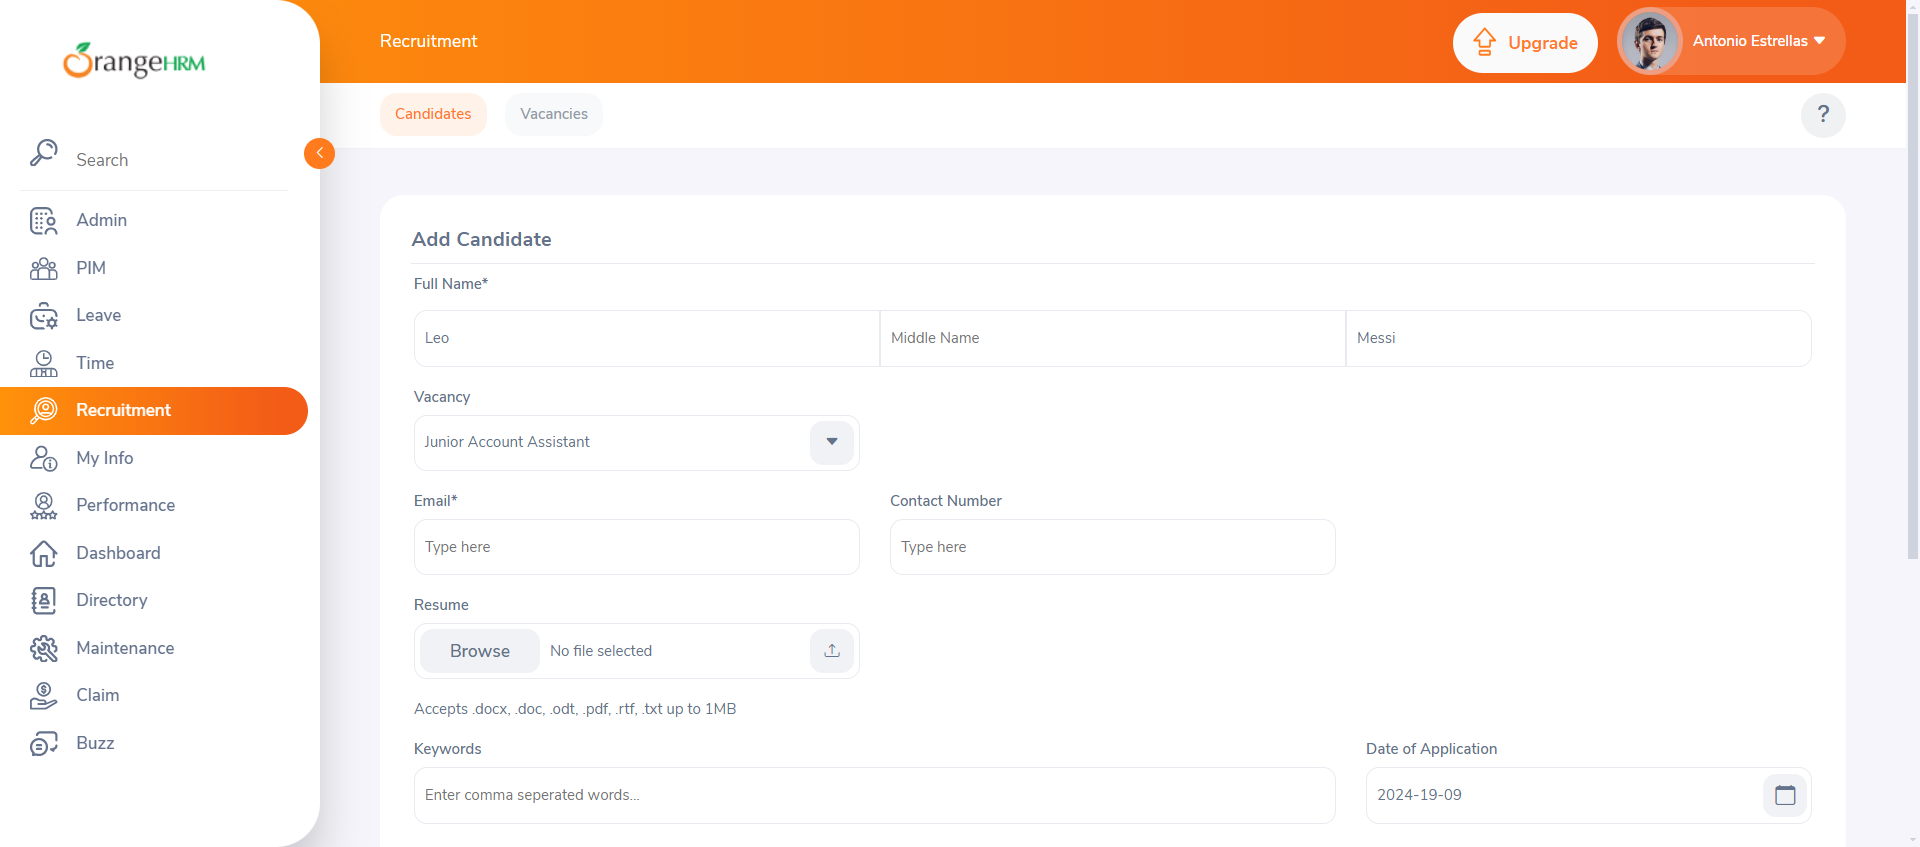 OrangeHRM
Recruitment
Upgrade
Antonio Estrellas
Candidates
Vacancies
?
Search
Admin
PIM
Leave
Time
Recruitment
My Info
Performance
Dashboard
Directory
Maintenance
Claim
Buzz
Add Candidate
Full Name*
Leo
Middle Name
Messi
Vacancy
Junior Account Assistant
Email*
Contact Number
Type here
Type here
Resume
Browse
No file selected
Accepts .docx, .doc, .odt, .pdf, .rtf, .txt up to 1MB
Keywords
Date of Application
Enter comma seperated words...
2024-19-09